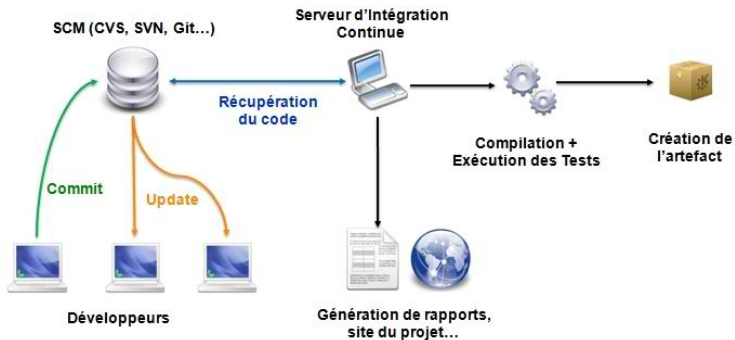 SCM (CVS, SVN, Git...)
Serveur d'Intégration
Continue
Récupération
du code
Compilation +
Exécution des Tests
Création de
l'artefact
Commit
Update
Développeurs
Génération de rapports,
site du projet...